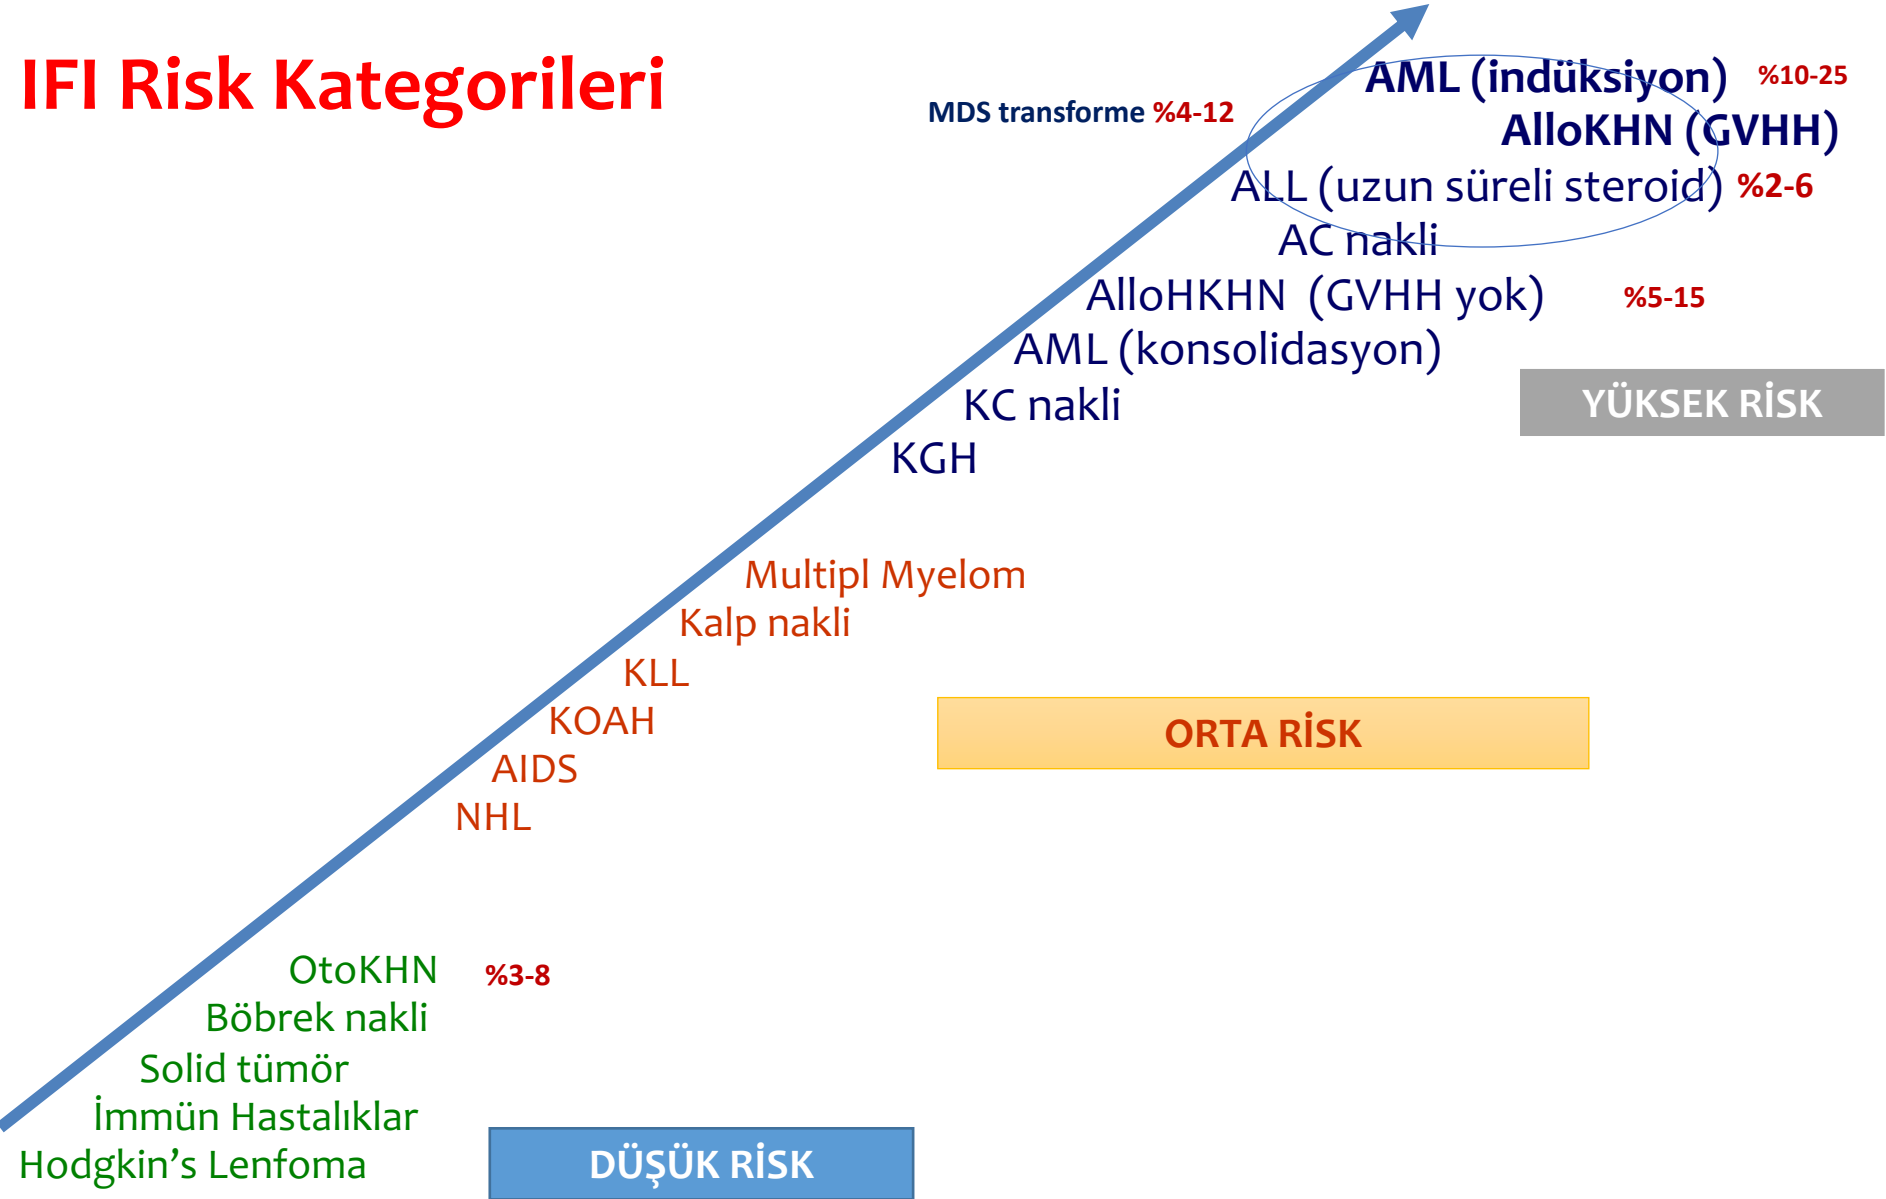 IFI Risk Kategorileri
AML (indüksiyon) %10-25
MDS transforme %4-12
AlloKHN (GVHH)
ALL (uzun süreli steroid) %2-6
AC nakli
AlloHKHN (GVHH yok) %5-15
AML (konsolidasyon)
KC nakli
YÜKSEK RİSK
KGH
Multipl Myelom
Kalp nakli
KLL
KOAH
ORTA RİSK
AIDS
NHL
OtoKHN %3-8
Böbrek nakli
Solid tümör
İmmün Hastalıklar
Hodgkin’s Lenfoma
DÜŞÜK RİSK